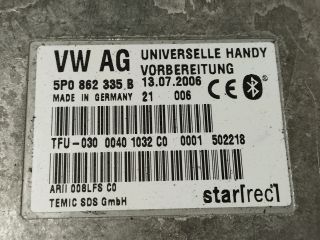 VW AG UNIVERSELLE HANDY
VORBEREITUNG
5P0 862 335 B 13.07.2006
MADE IN GERMANY 21 006
CE
TFU-030 0040 1032 C0 0001 502218
ARII 008LFS C0
TEMIC SDS GmbH
star[rec]